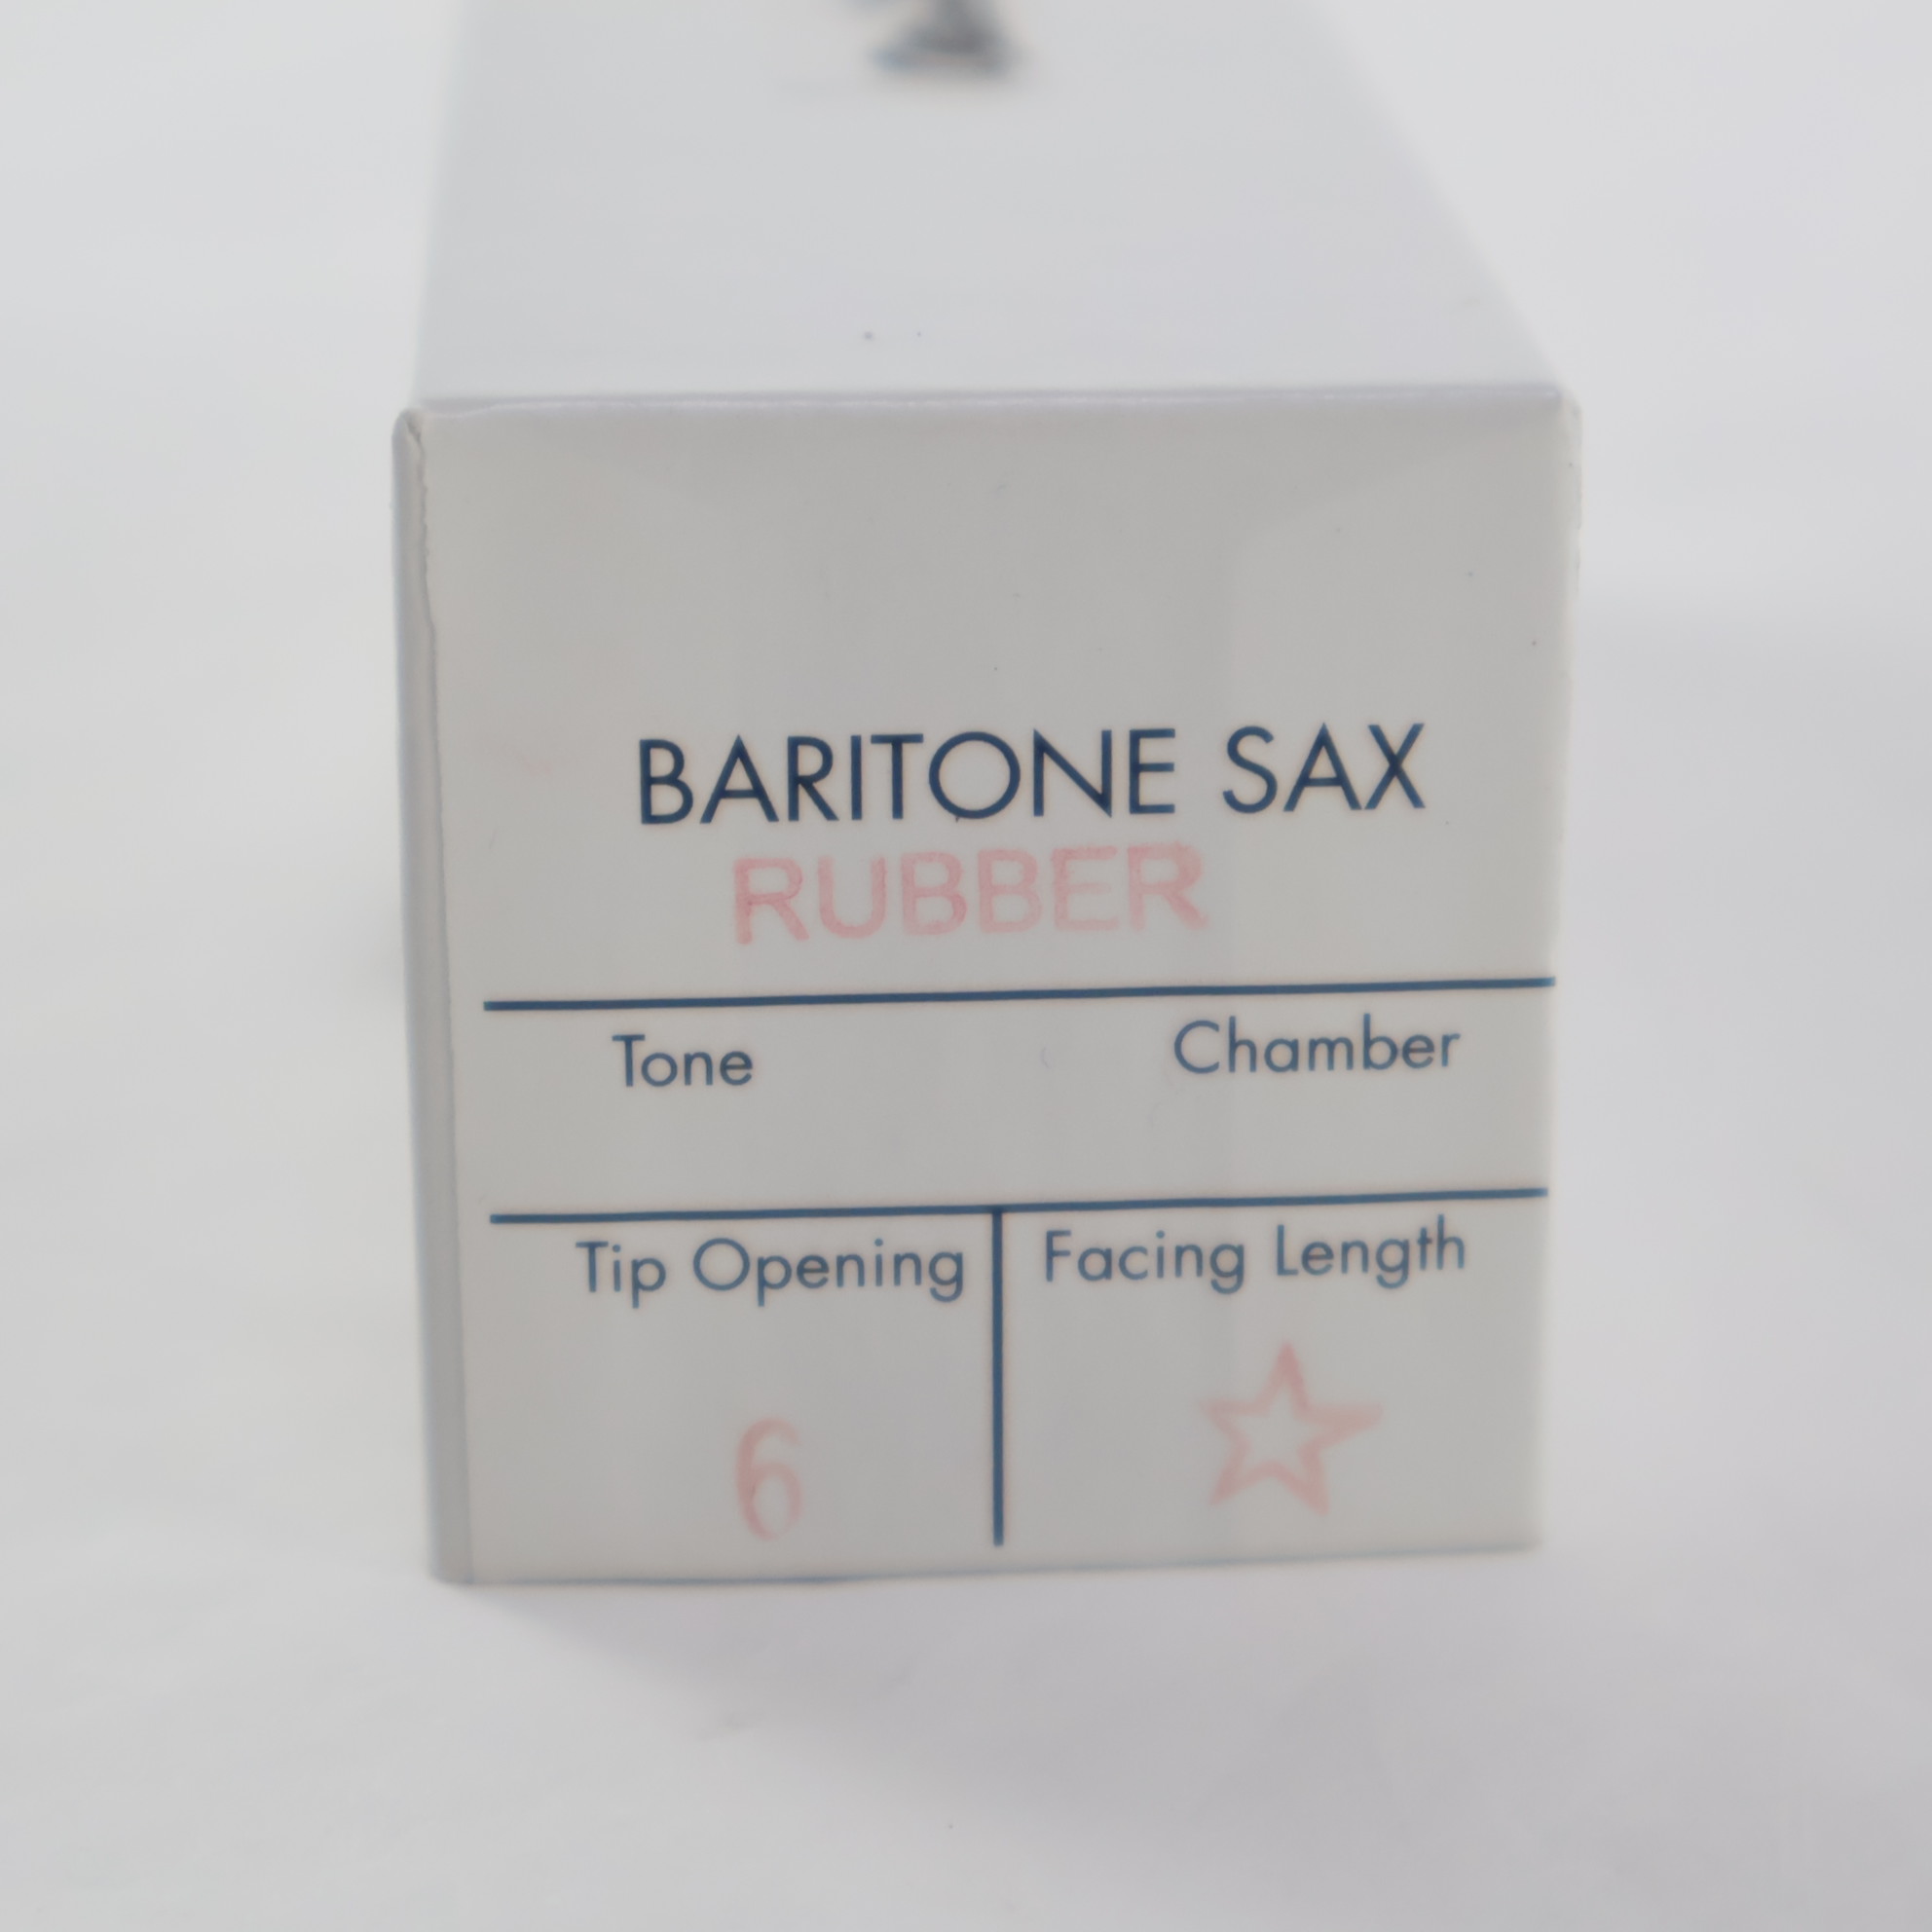 BARITONE SAX
RUBBER
Tone Chamber
Tip Opening Facing Length
6 ☆